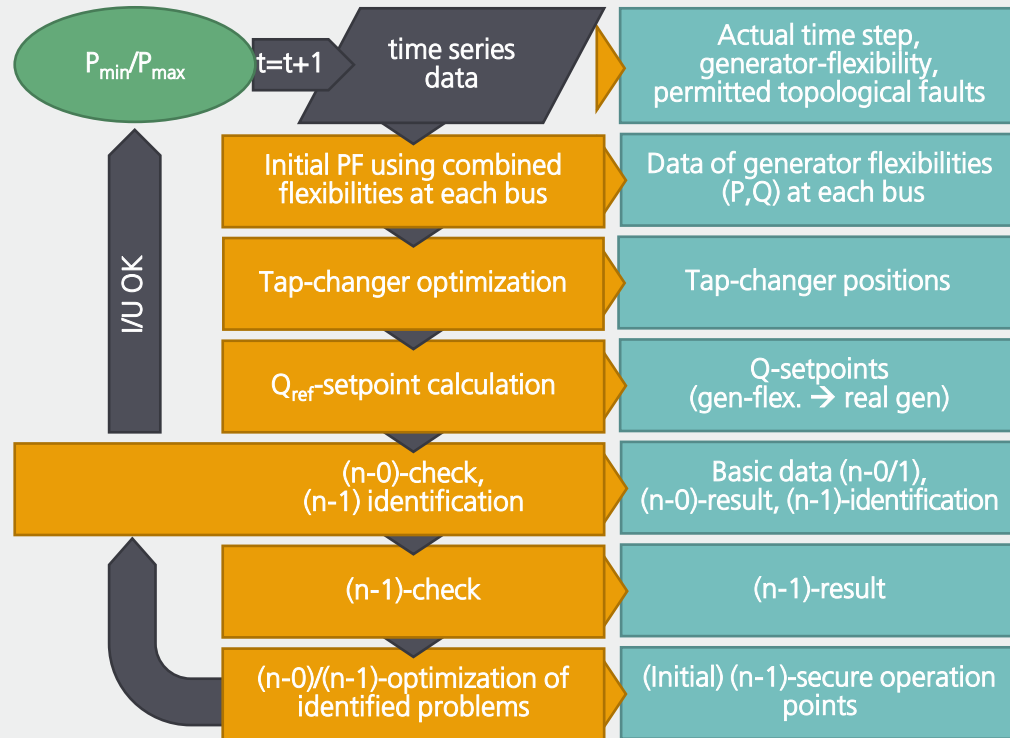 P_min/P_max
t=t+1
time series
data
Actual time step,
generator-flexibility,
permitted topological faults
Initial PF using combined
flexibilities at each bus
Data of generator flexibilities
(P,Q) at each bus
I/U OK
Tap-changer optimization
Tap-changer positions
Q_ref-setpoint calculation
Q-setpoints
(gen-flex. → real gen)
(n-0)-check,
(n-1) identification
Basic data (n-0/1),
(n-0)-result, (n-1)-identification
(n-1)-check
(n-1)-result
(n-0)/(n-1)-optimization of
identified problems
(Initial) (n-1)-secure operation
points